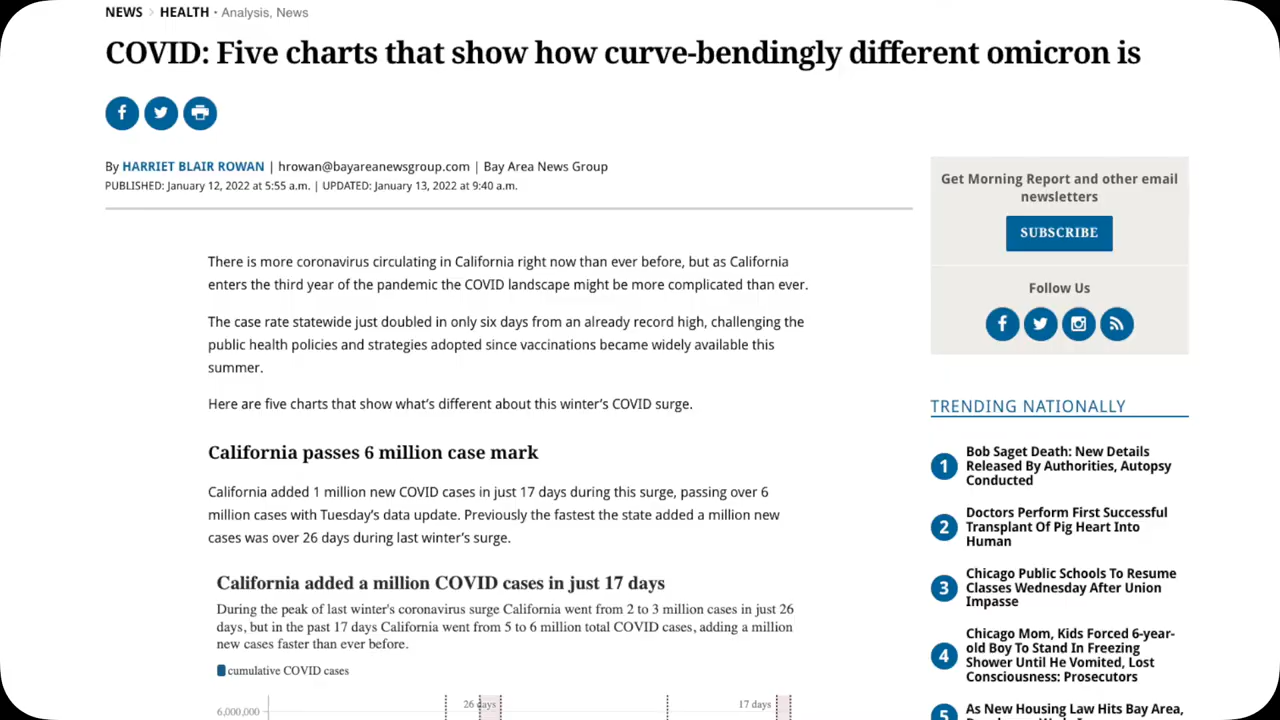 NEWS > HEALTH • Analysis, News
COVID: Five charts that show how curve-bendingly different omicron is
By HARRIET BLAIR ROWAN | hrowan@bayareanewsgroup.com | Bay Area News Group
PUBLISHED: January 12, 2022 at 5:55 a.m. | UPDATED: January 13, 2022 at 9:40 a.m.
There is more coronavirus circulating in California right now than ever before, but as California
enters the third year of the pandemic the COVID landscape might be more complicated than ever.
The case rate statewide just doubled in only six days from an already record high, challenging the
public health policies and strategies adopted since vaccinations became widely available this
summer.
Here are five charts that show what's different about this winter's COVID surge.
California passes 6 million case mark
California added 1 million new COVID cases in just 17 days during this surge, passing over 6
million cases with Tuesday's data update. Previously the fastest the state added a million new
cases was over 26 days during last winter's surge.
California added a million COVID cases in just 17 days
During the peak of last winter's coronavirus surge California went from 2 to 3 million cases in just 26
days, but in the past 17 days California went from 5 to 6 million total COVID cases, adding a million
new cases faster than ever before.
cumulative COVID cases
26 days
17 days
6,000,000
Get Morning Report and other email
newsletters
SUBSCRIBE
Follow Us
TRENDING NATIONALLY
1 Bob Saget Death: New Details
Released By Authorities, Autopsy
Conducted
2 Doctors Perform First Successful
Transplant Of Pig Heart Into
Human
3 Chicago Public Schools To Resume
Classes Wednesday After Union
Impasse
4 Chicago Mom, Kids Forced 6-year-
old Boy To Stand In Freezing
Shower Until He Vomited, Lost
Consciousness: Prosecutors
5 As New Housing Law Hits Bay Area,